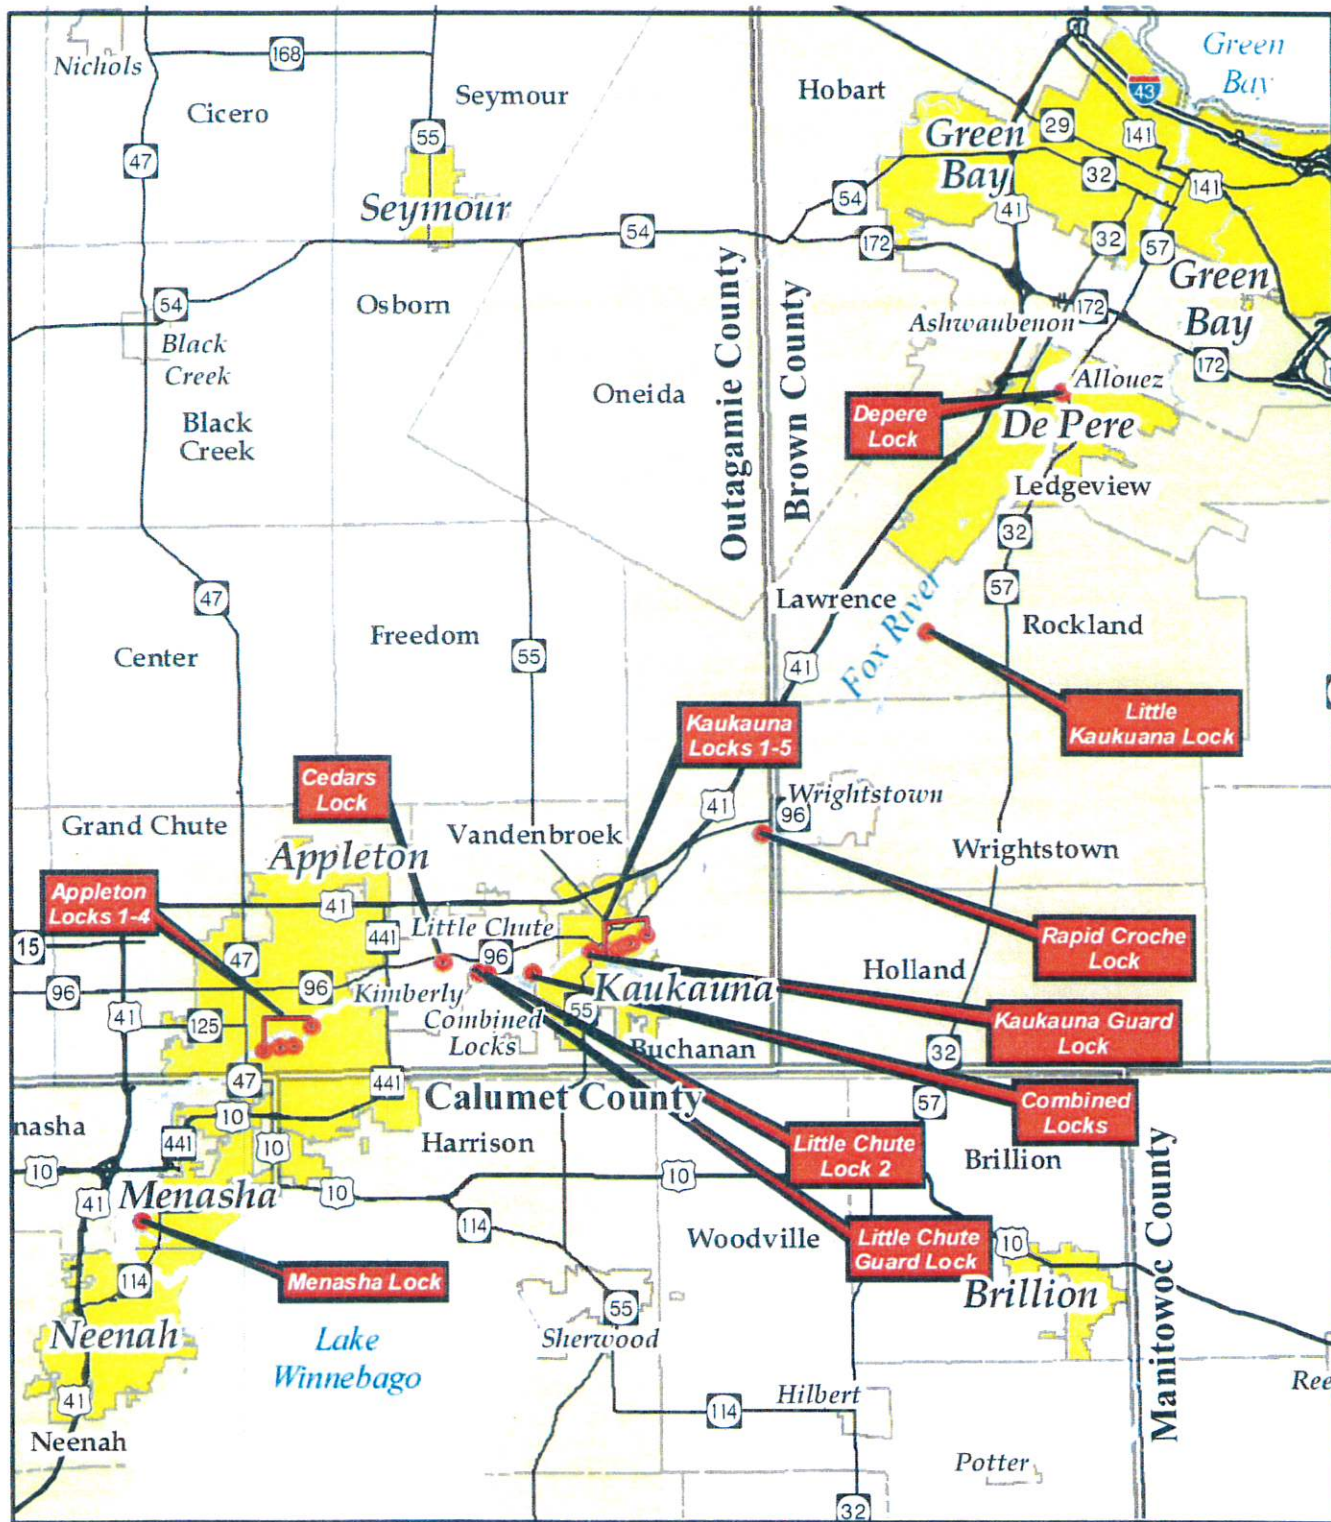 Nichols
168
Cicero
Seymour
55
47
Seymour
Hobart
Green
Bay
43
Green
Bay
29
141
32
141
54
41
32
57
172
54
Green
Bay
54
Osborn
Black
Creek
Black
Creek
Oneida
Outagamie County
Brown County
Ashwaubenon
172
172
Allouez
Depere
Lock
De Pere
Ledgeview
32
57
47
Lawrence
Fox River
Rockland
Center
Freedom
55
41
Kaukauna
Locks 1-5
Little
Kaukuana Lock
Cedars
Lock
41
Wrightstown
96
Grand Chute
Vandenbroek
Appleton
Wrightstown
Appleton
Locks 1-4
41
441
Little Chute
15
47
96
96
96
Kimberly
Kaukauna
Holland
Rapid Croche
Lock
41
125
Combined
Locks
55
Buchanan
Kaukauna Guard
Lock
32
47
441
Calumet County
57
Combined
Locks
nasha
10
441
10
Harrison
Little Chute
Lock 2
Brillion
10
10
10
41
Menasha
114
Woodville
Little Chute
Guard Lock
10
Manitowoc County
Menasha Lock
114
Brillion
55
Neenah
Lake
Winnebago
Sherwood
41
Hilbert
114
Ree
Neenah
Potter
32